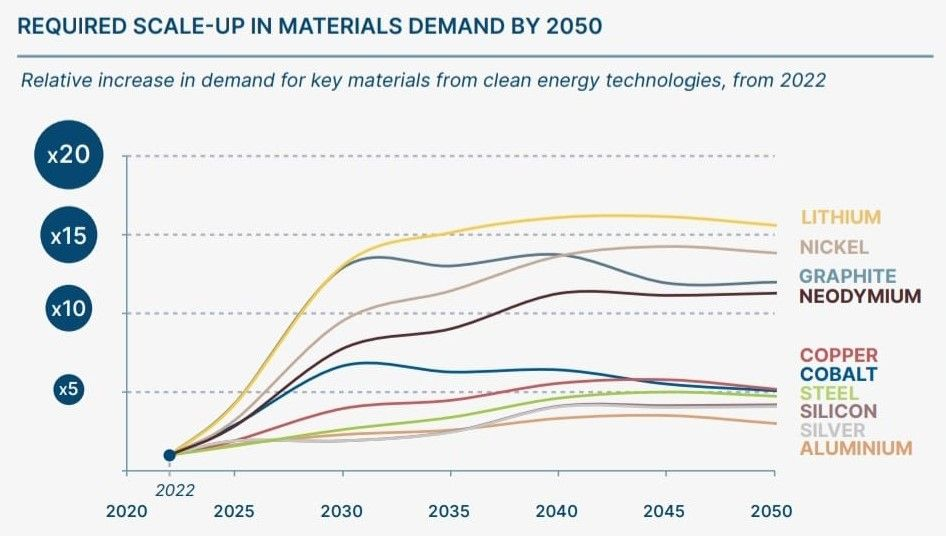 REQUIRED SCALE-UP IN MATERIALS DEMAND BY 2050
Relative increase in demand for key materials from clean energy technologies, from 2022
x20
x15
x10
x5
LITHIUM
NICKEL
GRAPHITE
NEODYMIUM
COPPER
COBALT
STEEL
SILICON
SILVER
ALUMINIUM
2022
2020 2025 2030 2035 2040 2045 2050